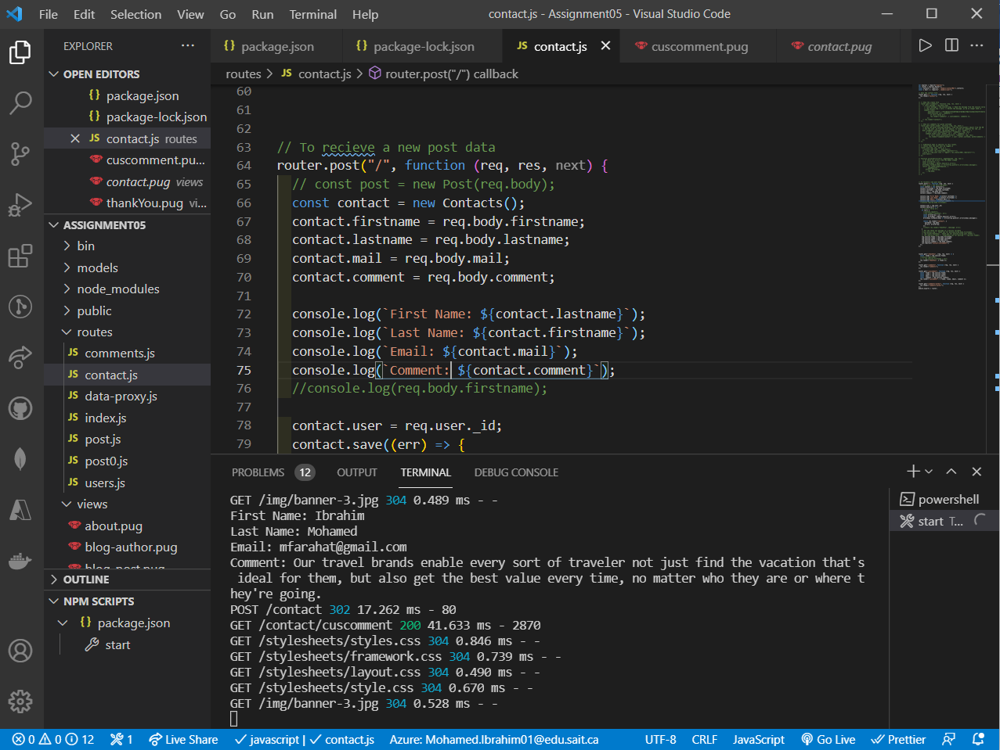 File Edit Selection View Go Run Terminal Help contact.js - Assignment05 - Visual Studio Code
EXPLORER
OPEN EDITORS
{} package.json
{} package-lock.json
JS contact.js routes
cuscomment.pu...
contact.pug views
thankYou.pug vi...
ASSIGNMENT05
bin
models
node_modules
public
routes
JS comments.js
JS contact.js
JS data-proxy.js
JS index.js
JS post.js
JS post0.js
JS users.js
views
about.pug
blog-author.pug
blog-post.pug
OUTLINE
NPM SCRIPTS
{} package.json
start
{} package.json {} package-lock.json JS contact.js cuscomment.pug contact.pug
routes > JS contact.js > router.post("/") callback
60
61
62
63 // To recieve a new post data
64 router.post("/", function (req, res, next) {
65 // const post = new Post(req.body);
66 const contact = new Contacts();
67 contact.firstname = req.body.firstname;
68 contact.lastname = req.body.lastname;
69 contact.mail = req.body.mail;
70 contact.comment = req.body.comment;
71
72 console.log(`First Name: ${contact.lastname}`);
73 console.log(`Last Name: ${contact.firstname}`);
74 console.log(`Email: ${contact.mail}`);
75 console.log(`Comment: ${contact.comment}`);
76 //console.log(req.body.firstname);
77
78 contact.user = req.user._id;
79 contact.save((err) => {
PROBLEMS 12 OUTPUT TERMINAL DEBUG CONSOLE
GET /img/banner-3.jpg 304 0.489 ms - -
First Name: Ibrahim
Last Name: Mohamed
Email: mfarahat@gmail.com
Comment: Our travel brands enable every sort of traveler not just find the vacation that's
ideal for them, but also get the best value every time, no matter who they are or where t
hey're going.
POST /contact 302 17.262 ms - 80
GET /contact/cuscomment 200 41.633 ms - 2870
GET /stylesheets/styles.css 304 0.846 ms - -
GET /stylesheets/framework.css 304 0.739 ms - -
GET /stylesheets/layout.css 304 0.490 ms - -
GET /stylesheets/style.css 304 0.670 ms - -
GET /img/banner-3.jpg 304 0.528 ms - -
powershell
start T...
0 0 12 1 Live Share javascript | contact.js Azure: Mohamed.Ibrahim01@edu.sait.ca UTF-8 CRLF JavaScript Go Live Prettier